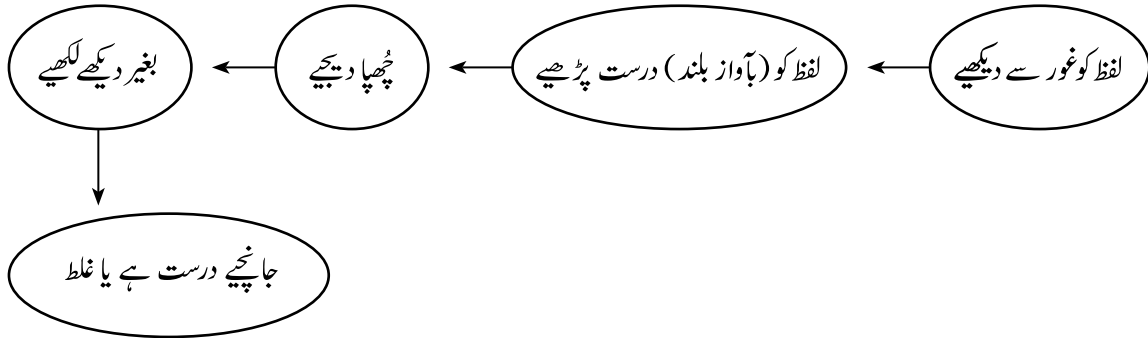 لفظ کو غور سے دیکھیے
لفظ کو (بآواز بلند) درست پڑھیے
چُھپا دیجیے
بغیر دیکھے لکھیے
جانچیے درست ہے یا غلط